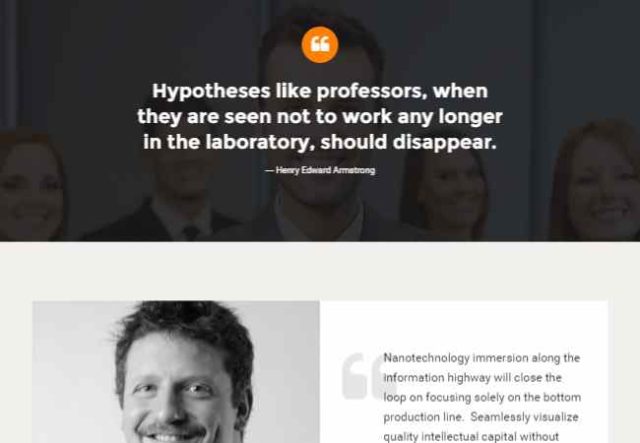 Hypotheses like professors, when
they are seen not to work any longer
in the laboratory, should disappear.
— Henry Edward Armstrong
Nanotechnology immersion along the
information highway will close the
loop on focusing solely on the bottom
production line. Seamlessly visualize
quality intellectual capital without